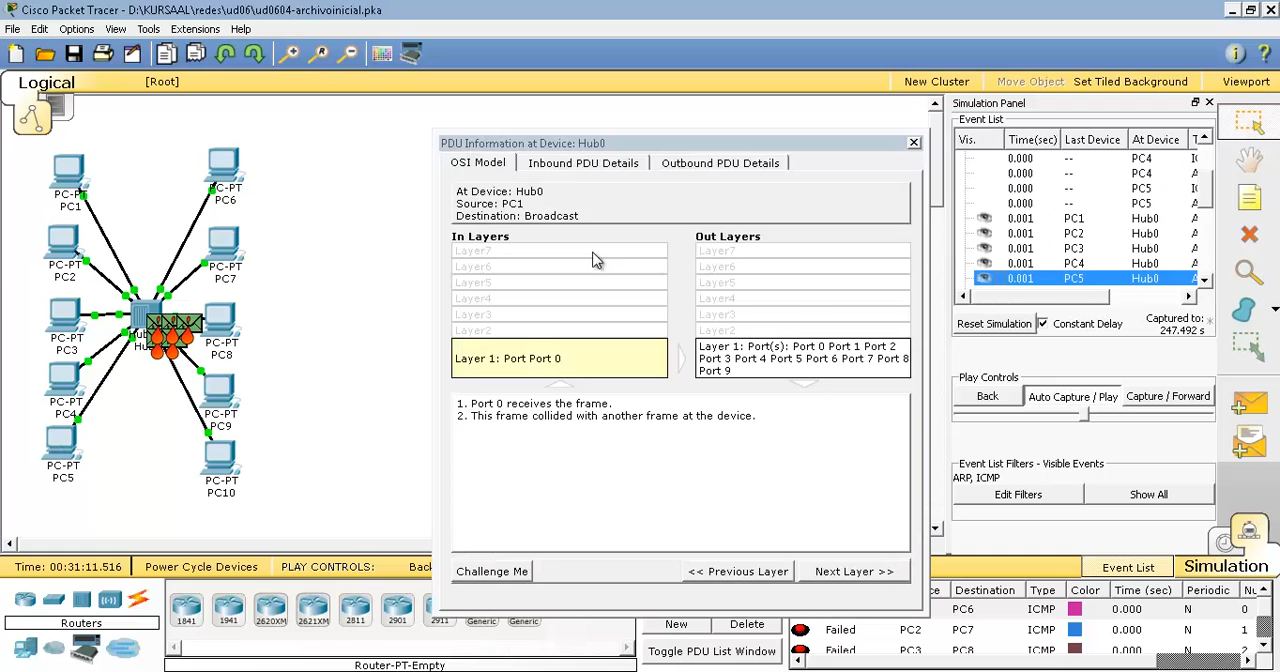 Cisco Packet Tracer - D:\KURSAAL\redes\ud06\ud0604-archivoinicial.pka
File Edit Options View Tools Extensions Help
Logical
[Root]
New Cluster
Move Object
Set Tiled Background
Viewport
PC-PT
PC1
PC-PT
PC2
PC-PT
PC3
PC-PT
PC4
PC-PT
PC5
PC-PT
PC6
PC-PT
PC7
PC-PT
PC8
PC-PT
PC9
PC-PT
PC10
PDU Information at Device: Hub0
OSI Model
Inbound PDU Details
Outbound PDU Details
At Device: Hub0
Source: PC1
Destination: Broadcast
In Layers
Layer7
Layer6
Layer5
Layer4
Layer3
Layer2
Layer 1: Port Port 0
Out Layers
Layer7
Layer6
Layer5
Layer4
Layer3
Layer2
Layer 1: Port(s): Port 0 Port 1 Port 2
Port 3 Port 4 Port 5 Port 6 Port 7 Port 8
Port 9
1. Port 0 receives the frame.
2. This frame collided with another frame at the device.
Challenge Me
<< Previous Layer
Next Layer >>
Simulation Panel
Event List
Vis. Time(sec) Last Device At Device T
0.000 -- PC4 A
0.000 -- PC4 A
0.000 -- PC5 A
0.000 -- PC5 A
0.001 PC1 Hub0 A
0.001 PC2 Hub0 A
0.001 PC3 Hub0 A
0.001 PC4 Hub0 A
0.001 PC5 Hub0 A
Reset Simulation
Constant Delay
Captured to: *
247.492 s
Play Controls
Back
Auto Capture / Play
Capture / Forward
Event List Filters - Visible Events
ARP, ICMP
Edit Filters
Show All
Time: 00:31:11.516
Power Cycle Devices
PLAY CONTROLS:
Bac
Event List
Simulation
Routers
1841
1941
2620XM
2621XM
2811
2901
2911
Generic
Generic
Router-PT-Empty
New
Delete
Toggle PDU List Window
ce Destination Type Color Time (sec) Periodic Nu
PC6 ICMP 0.000 N 0
Failed PC2 PC7 ICMP 0.000 N 1
Failed PC3 PC8 ICMP 0.000 N 2